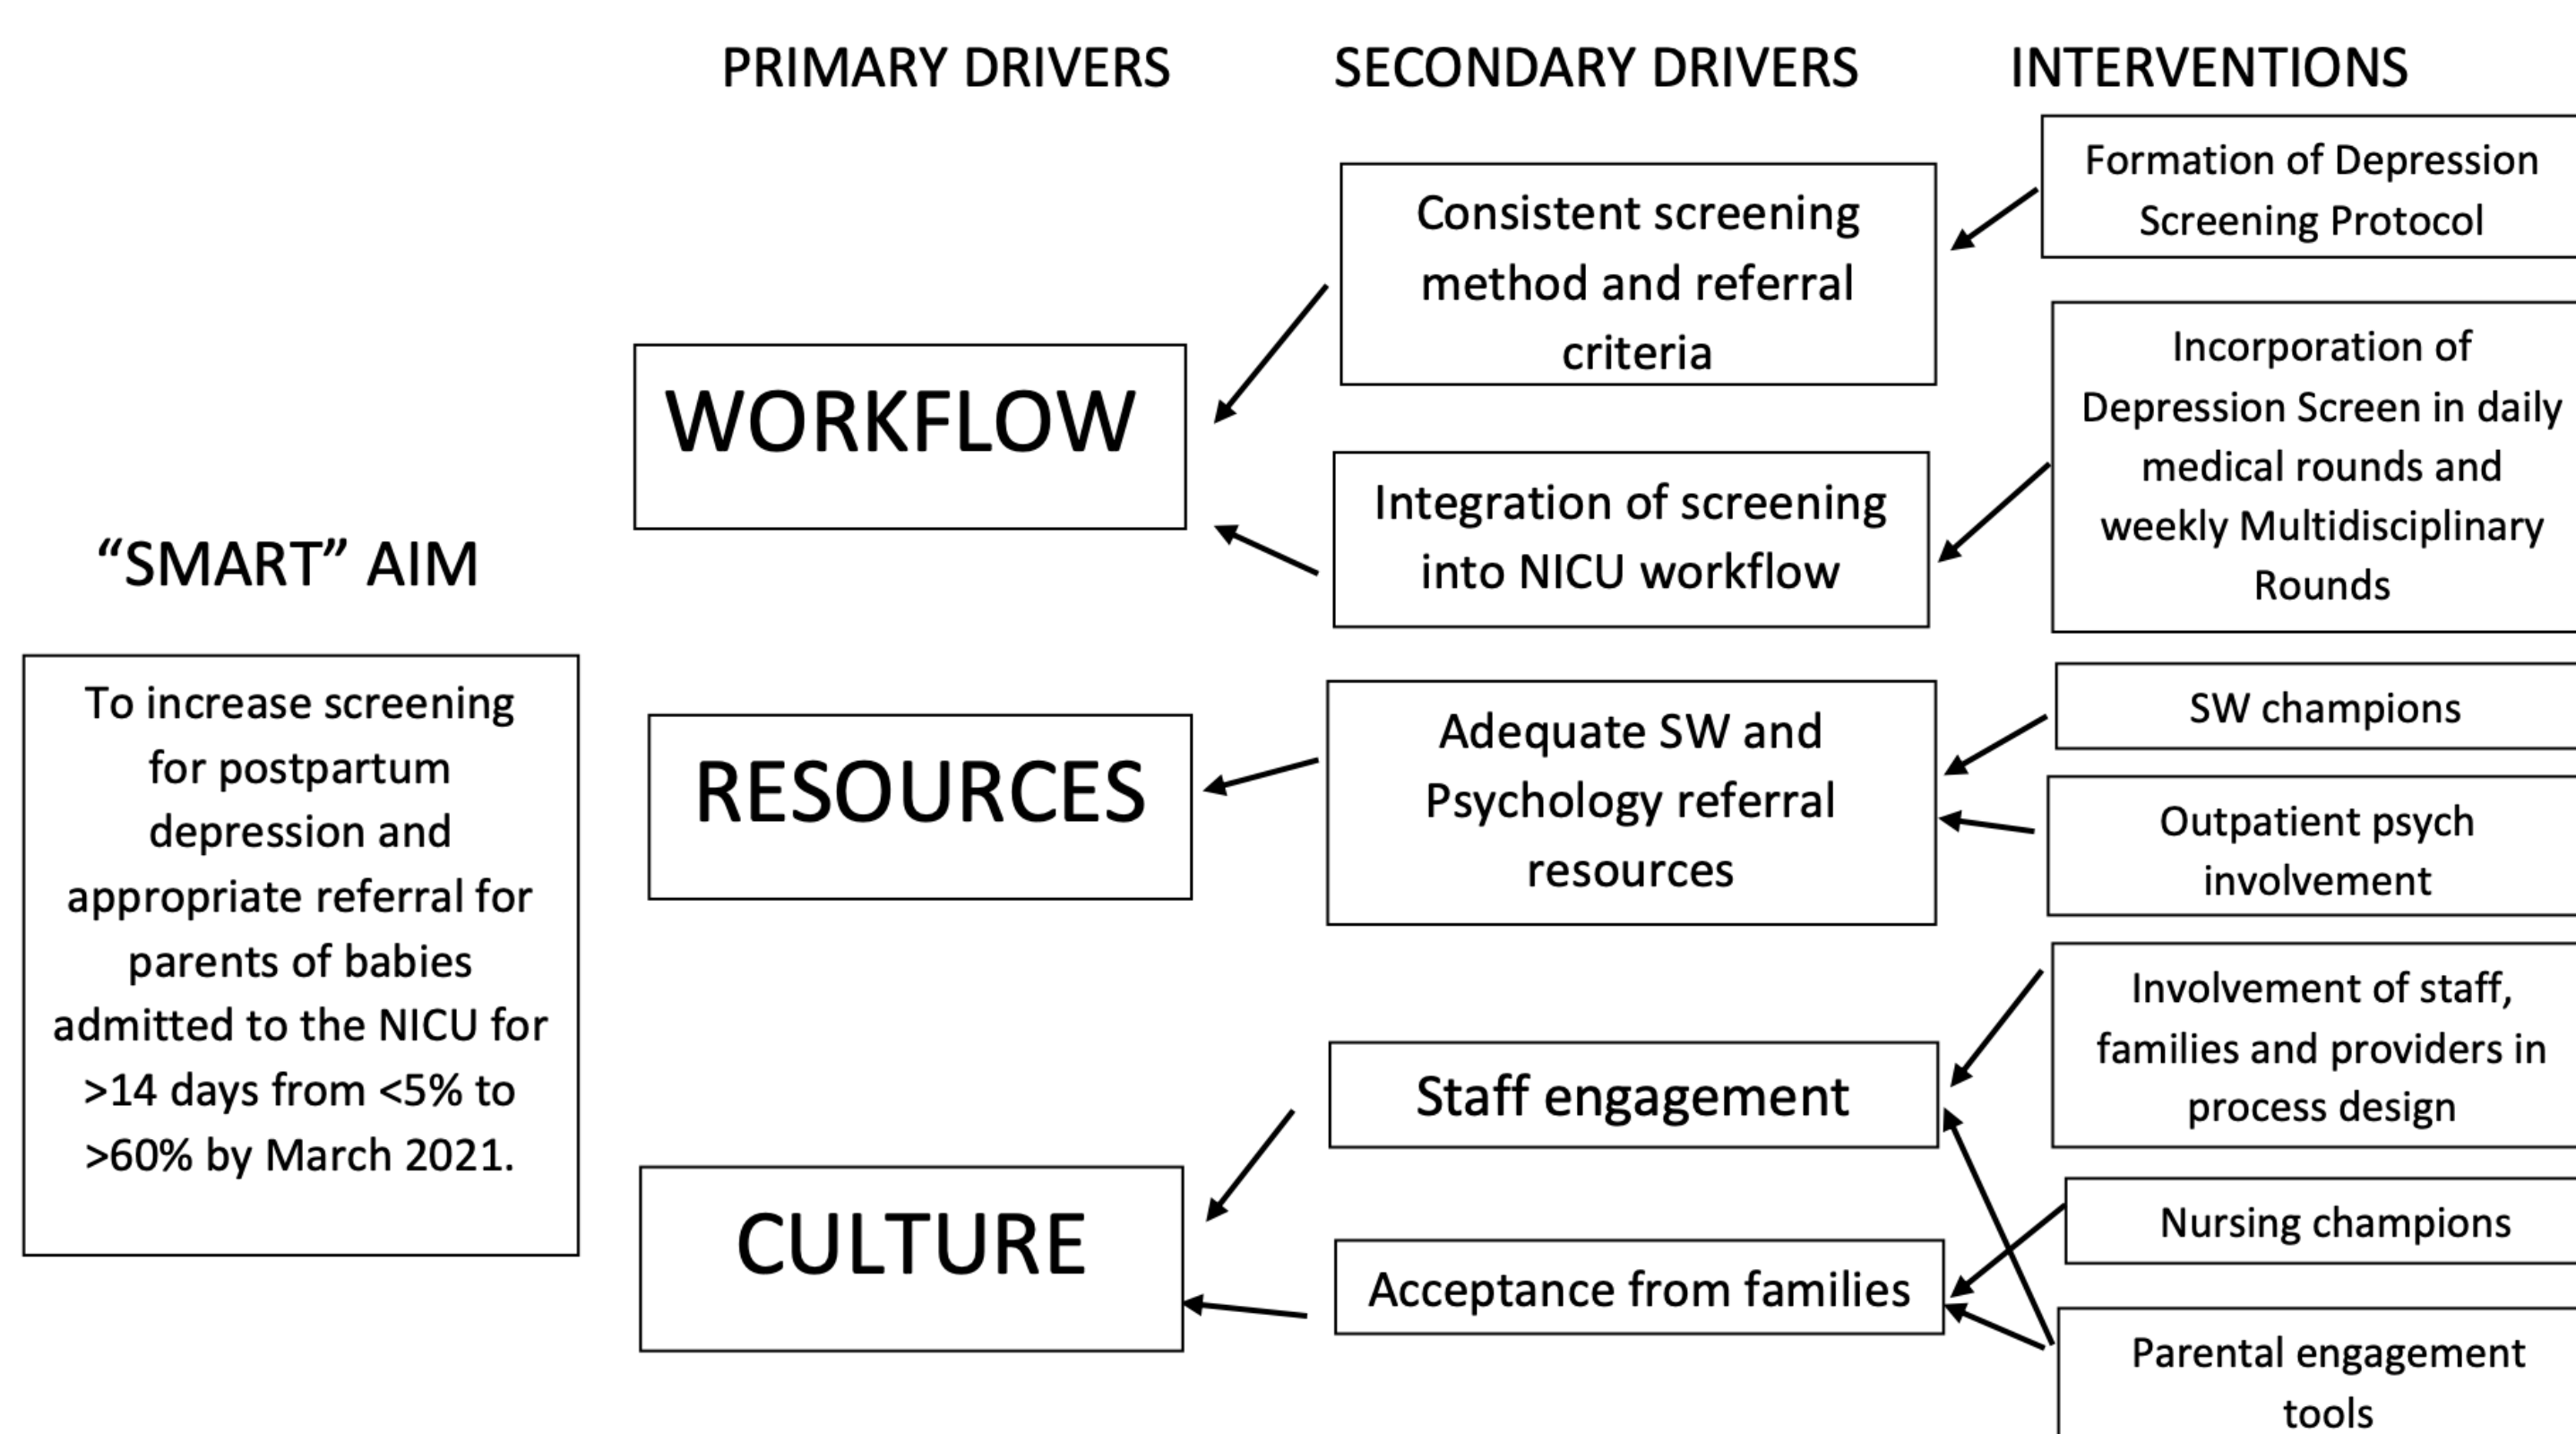 PRIMARY DRIVERS
SECONDARY DRIVERS
INTERVENTIONS
“SMART” AIM
To increase screening
for postpartum
depression and
appropriate referral for
parents of babies
admitted to the NICU for
>14 days from <5% to
>60% by March 2021.
WORKFLOW
RESOURCES
CULTURE
Consistent screening
method and referral
criteria
Integration of screening
into NICU workflow
Adequate SW and
Psychology referral
resources
Staff engagement
Acceptance from families
Formation of Depression
Screening Protocol
Incorporation of
Depression Screen in daily
medical rounds and
weekly Multidisciplinary
Rounds
SW champions
Outpatient psych
involvement
Involvement of staff,
families and providers in
process design
Nursing champions
Parental engagement
tools